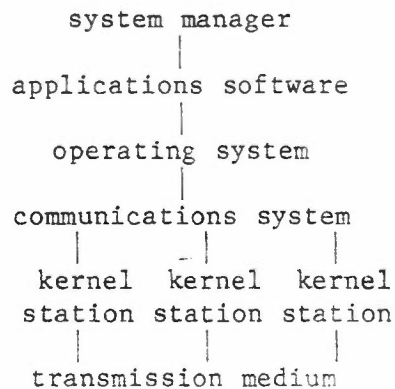 system manager
applications software
operating system
communications system
kernel kernel kernel
station station station
transmission medium